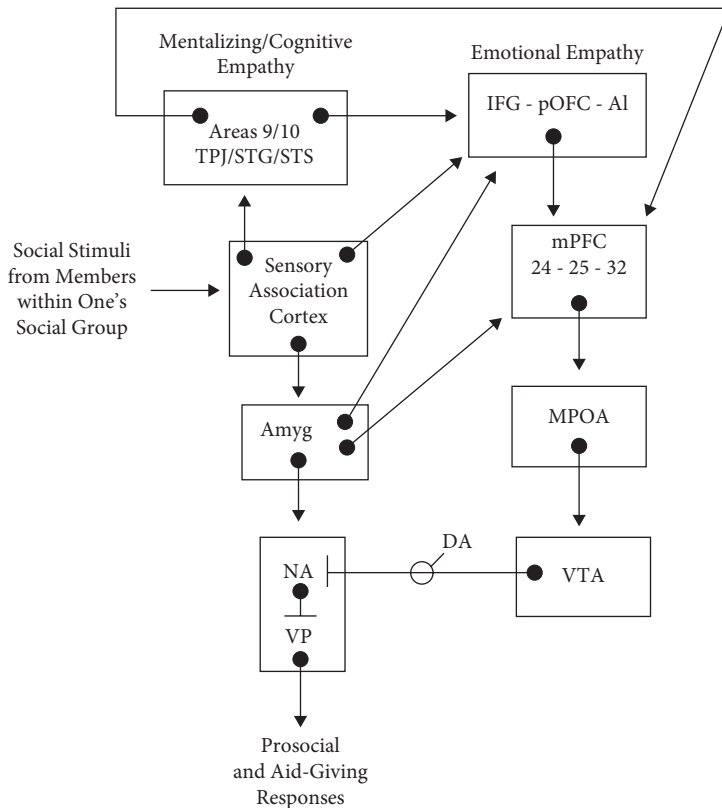 Mentalizing/Cognitive
Empathy
Emotional Empathy
Areas 9/10
TPJ/STG/STS
IFG - pOFC - Al
Social Stimuli
from Members
within One's
Social Group
Sensory
Association
Cortex
mPFC
24 - 25 - 32
Amyg
MPOA
NA
VP
DA
VTA
Prosocial
and Aid-Giving
Responses